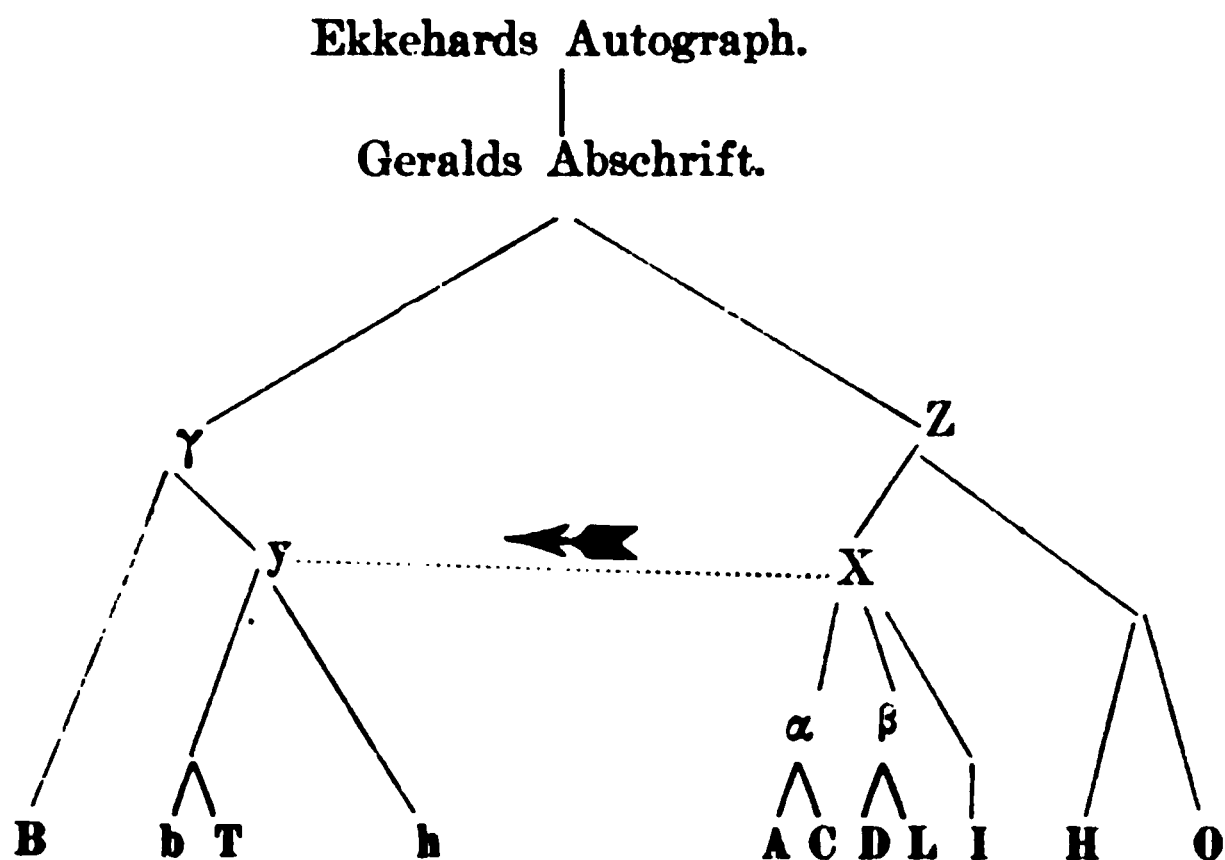 Ekkehards Autograph.
Geralds Abschrift.
γ Z
y X
α β
B b T h A C D L I H O